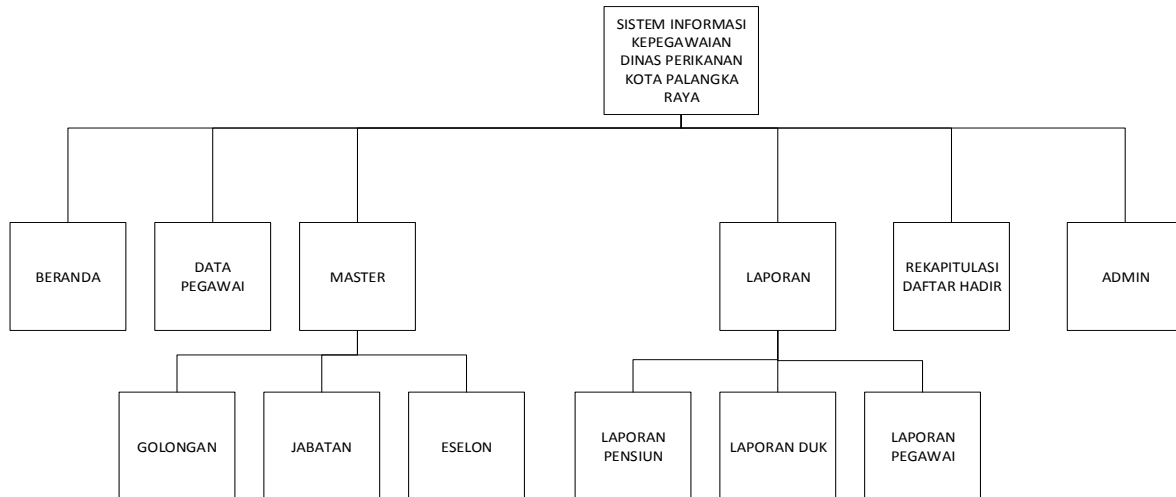 SISTEM INFORMASI
KEPEGAWAIAN
DINAS PERIKANAN
KOTA PALANGKA
RAYA
BERANDA
DATA
PEGAWAI
MASTER
LAPORAN
REKAPITULASI
DAFTAR HADIR
ADMIN
GOLONGAN
JABATAN
ESELON
LAPORAN
PENSIUN
LAPORAN DUK
LAPORAN
PEGAWAI